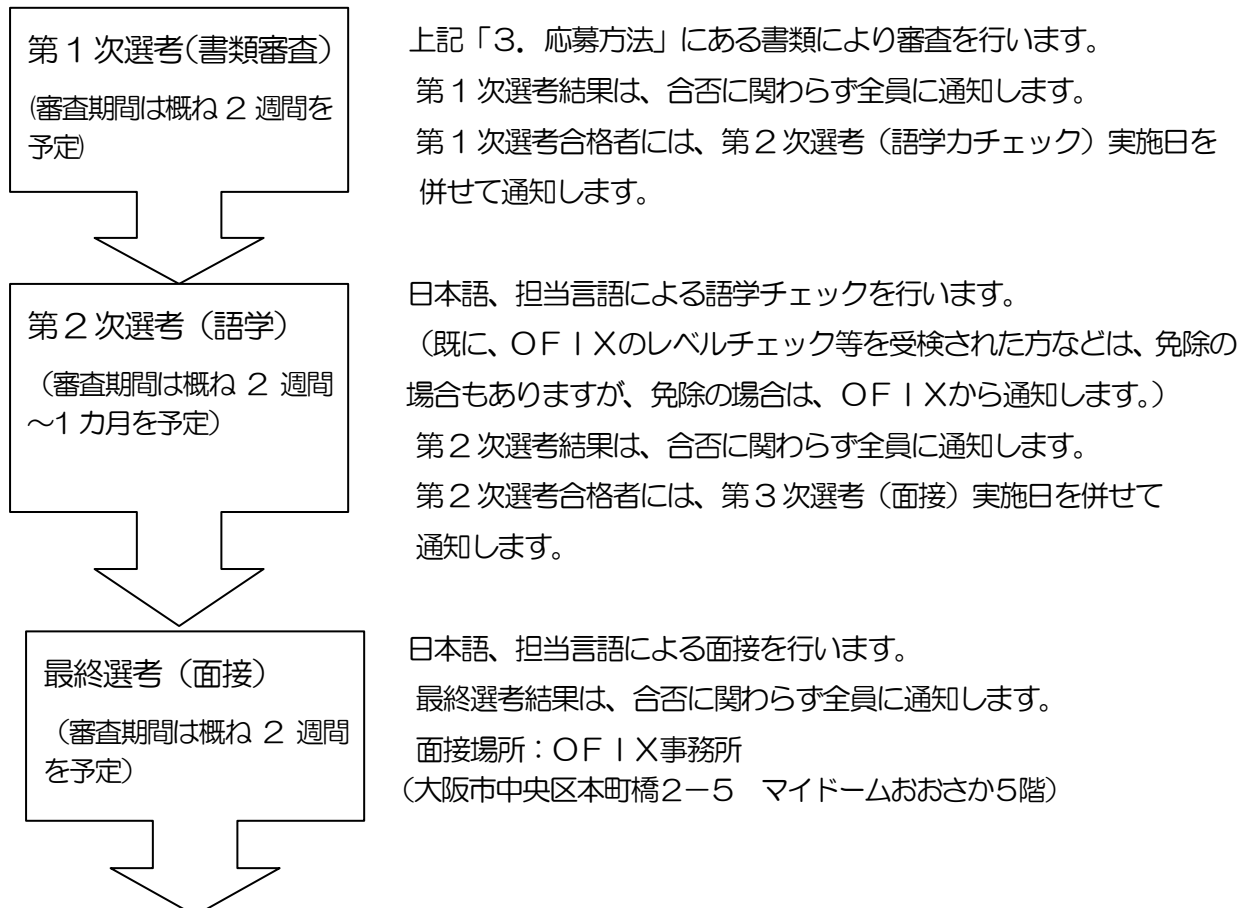 第1次選考（書類審査）
(審査期間は概ね2週間を
予定)
上記「3．応募方法」にある書類により審査を行います。
第1次選考結果は、合否に関わらず全員に通知します。
第1次選考合格者には、第2次選考（語学力チェック）実施日を
併せて通知します。
第2次選考（語学）
（審査期間は概ね 2 週間
～1 カ月を予定）
日本語、担当言語による語学チェックを行います。
（既に、ＯＦＩＸのレベルチェック等を受検された方などは、免除の
場合もありますが、免除の場合は、ＯＦＩＸから通知します。）
第2次選考結果は、合否に関わらず全員に通知します。
第2次選考合格者には、第3次選考（面接）実施日を併せて
通知します。
最終選考（面接）
（審査期間は概ね 2 週間
を予定）
日本語、担当言語による面接を行います。
最終選考結果は、合否に関わらず全員に通知します。
面接場所：ＯＦＩＸ事務所
（大阪市中央区本町橋２－５　マイドームおおさか５階）